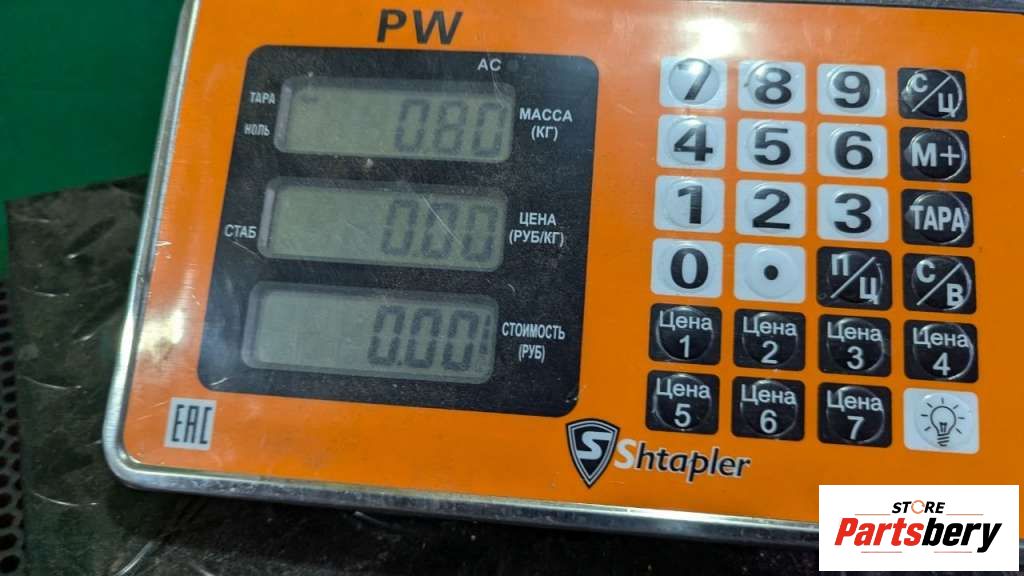 PW
AC
ТАРА
НОЛЬ
0.80
МАССА
(КГ)
СТАБ
0.00
ЦЕНА
(РУБ/КГ)
0.00
СТОИМОСТЬ
(РУБ)
7 8 9 С/Ц
4 5 6 М+
1 2 3 ТАРА
0 • П/Ц С/В
Цена 1 Цена 2 Цена 3 Цена 4
Цена 5 Цена 6 Цена 7
EAC
S Shtapler
STORE
Partsbery